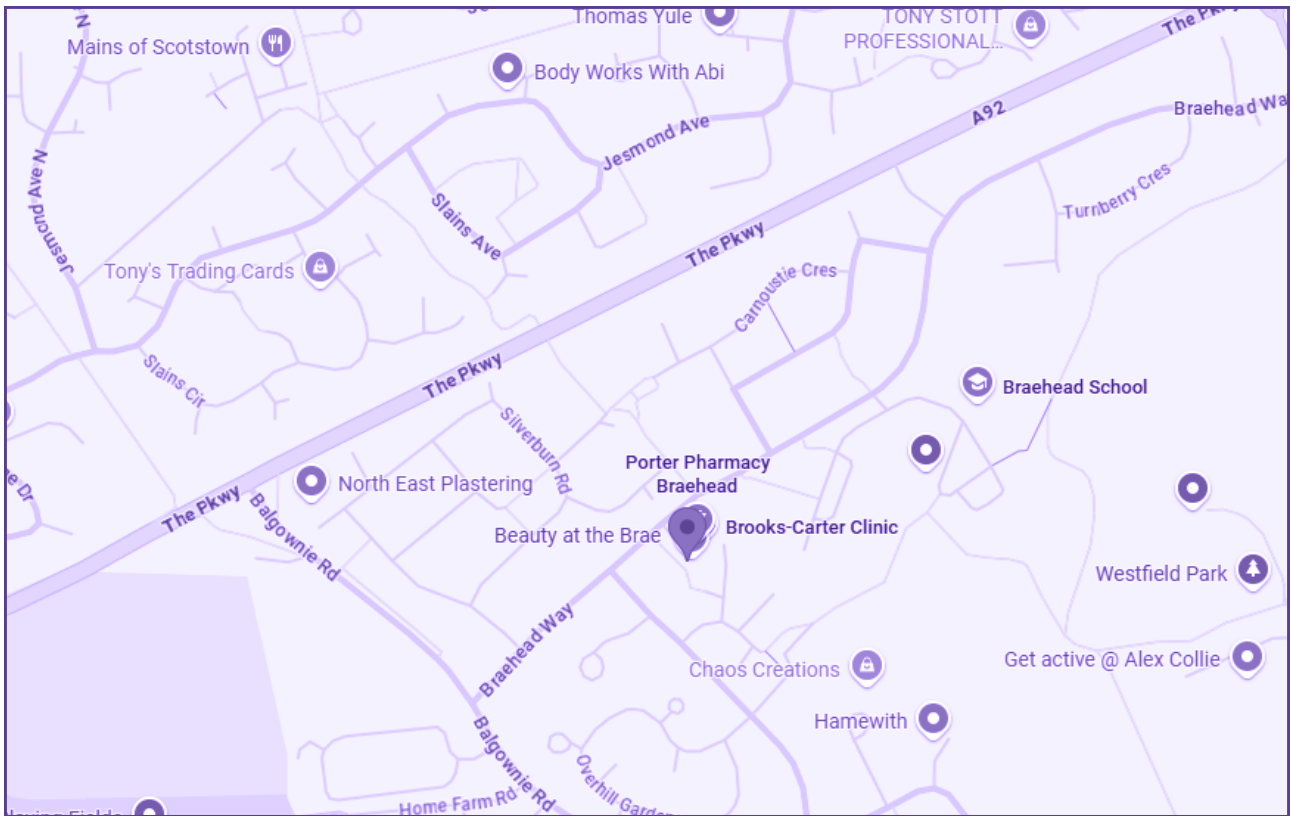 Thomas Yule
TONY STOTT
PROFESSIONAL...
The Pkwy
Mains of Scotstown
Body Works With Abi
A92
Braehead Wa
Jesmond Ave
Jesmond Ave N
Slains Ave
Turnberry Cres
The Pkwy
Tony's Trading Cards
Carnoustie Cres
Slains Cir
The Pkwy
Braehead School
Silverburn Rd
Porter Pharmacy
Braehead
North East Plastering
The Pkwy
Balgownie Rd
Beauty at the Brae
Brooks-Carter Clinic
Westfield Park
Braehead Way
Chaos Creations
Get active @ Alex Collie
Hamewith
Balgownie Rd
Overhill Garde
Home Farm Rd